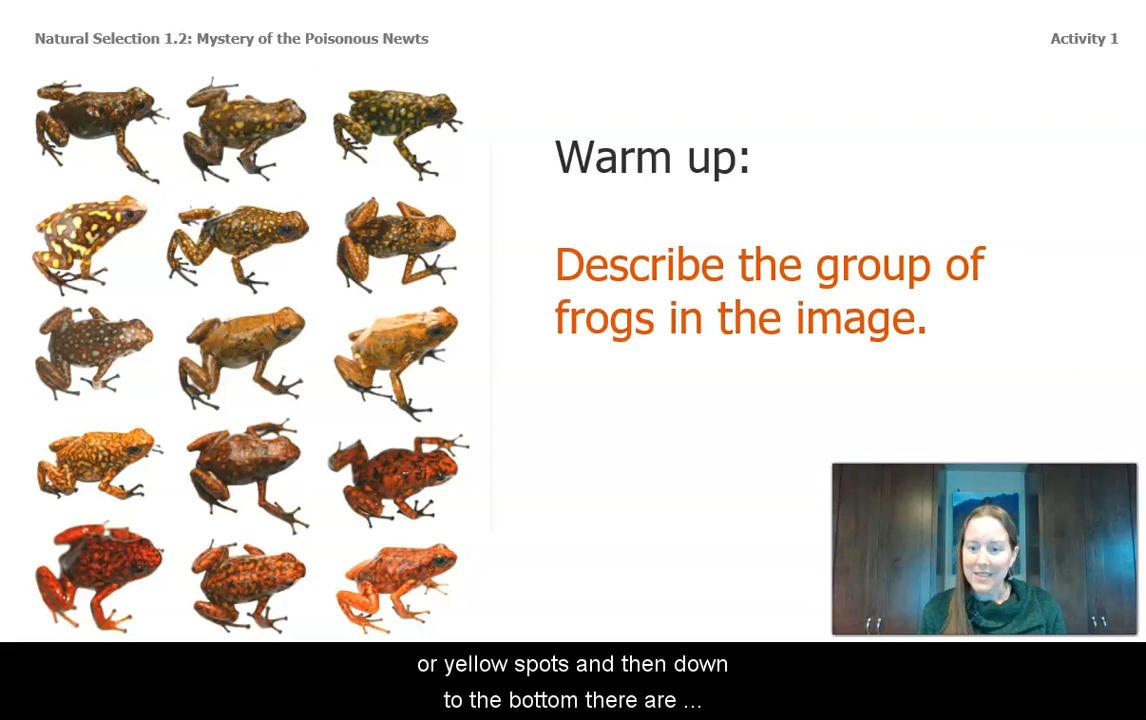 Natural Selection 1.2: Mystery of the Poisonous Newts
Activity 1
Warm up:
Describe the group of
frogs in the image.
or yellow spots and then down
to the bottom there are ...